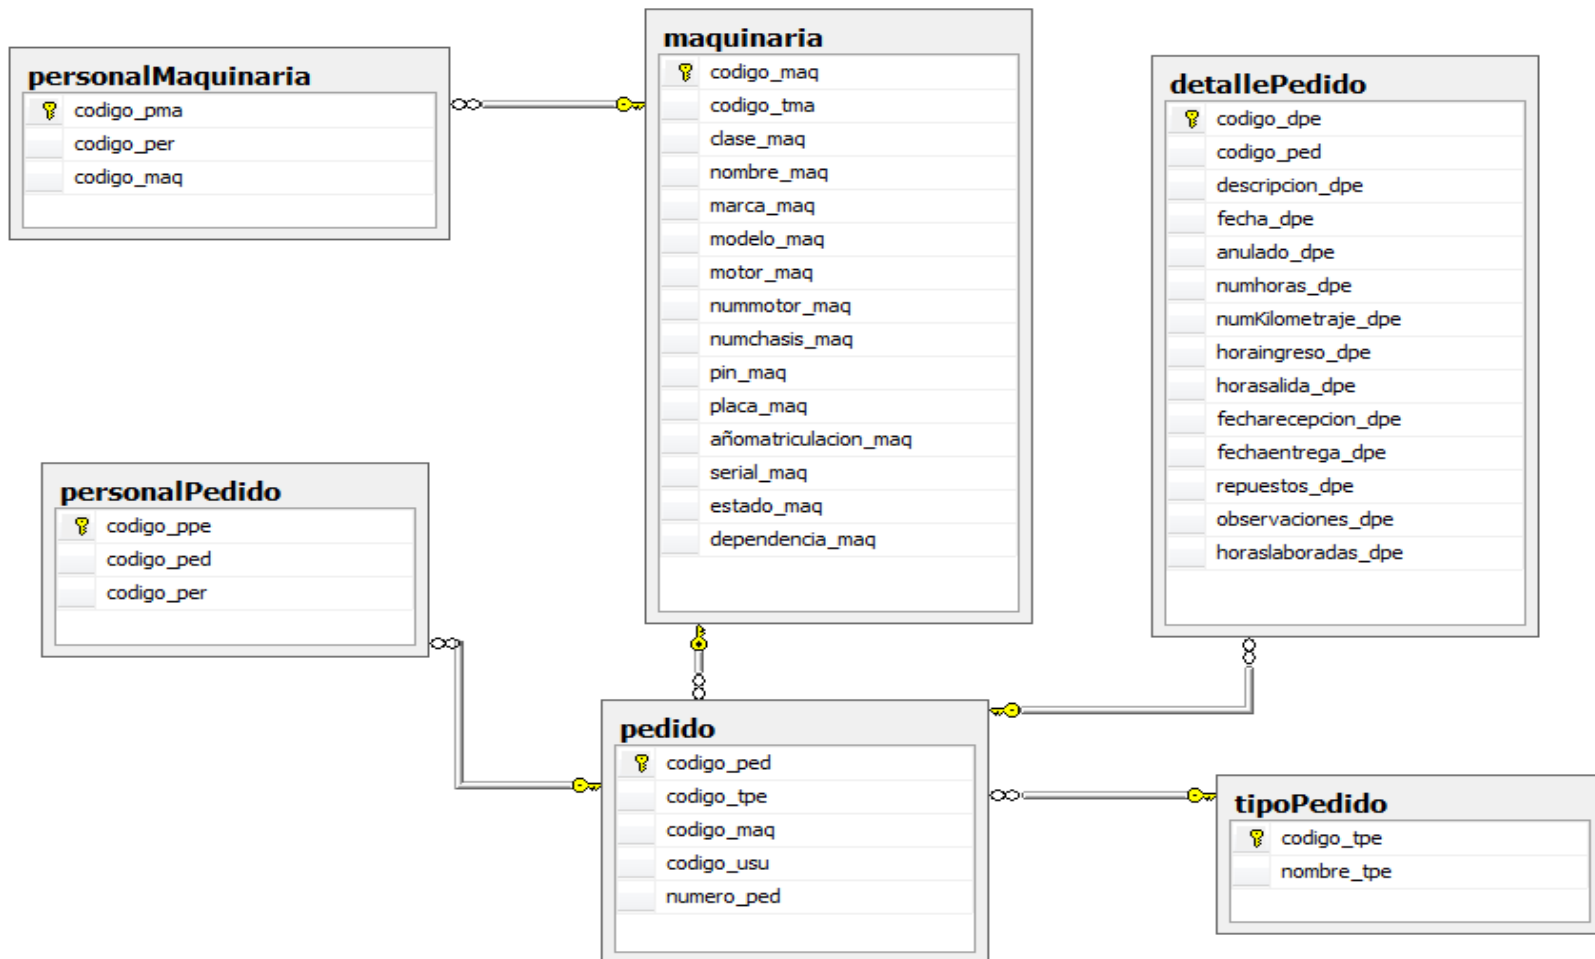 personalMaquinaria
codigo_pma
codigo_per
codigo_maq
maquinaria
codigo_maq
codigo_tma
clase_maq
nombre_maq
marca_maq
modelo_maq
motor_maq
nummotor_maq
numchasis_maq
pin_maq
placa_maq
añomatriculacion_maq
serial_maq
estado_maq
dependencia_maq
detallePedido
codigo_dpe
codigo_ped
descripcion_dpe
fecha_dpe
anulado_dpe
numhoras_dpe
numKilometraje_dpe
horaingreso_dpe
horasalida_dpe
fecharecepcion_dpe
fechaentrega_dpe
repuestos_dpe
observaciones_dpe
horaslaboradas_dpe
personalPedido
codigo_ppe
codigo_ped
codigo_per
pedido
codigo_ped
codigo_tpe
codigo_maq
codigo_usu
numero_ped
tipoPedido
codigo_tpe
nombre_tpe